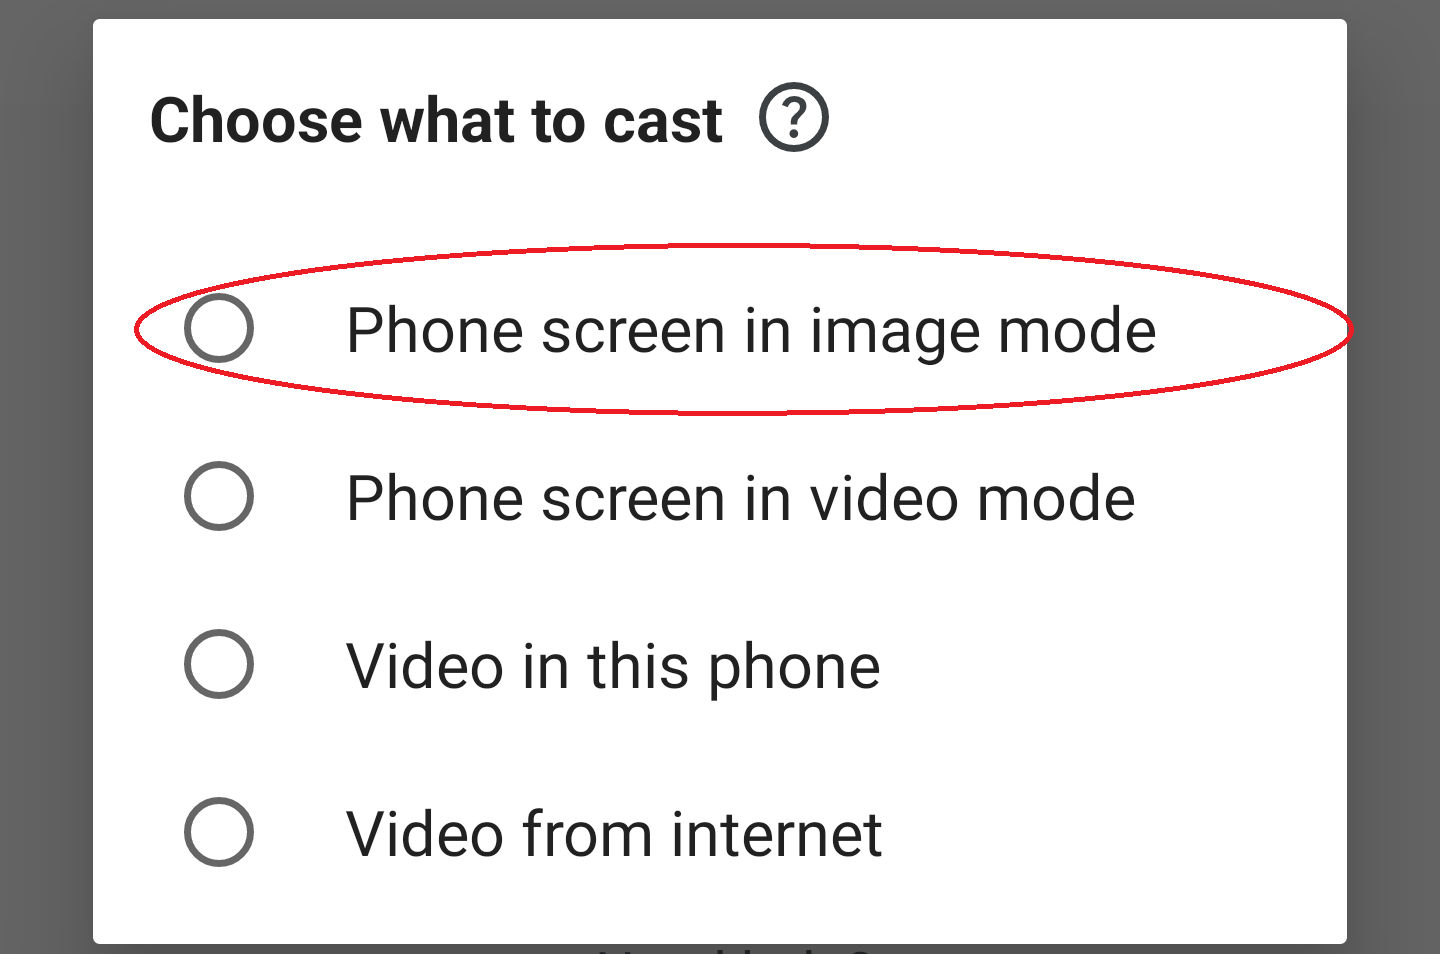 Choose what to cast ?
Phone screen in image mode
Phone screen in video mode
Video in this phone
Video from internet